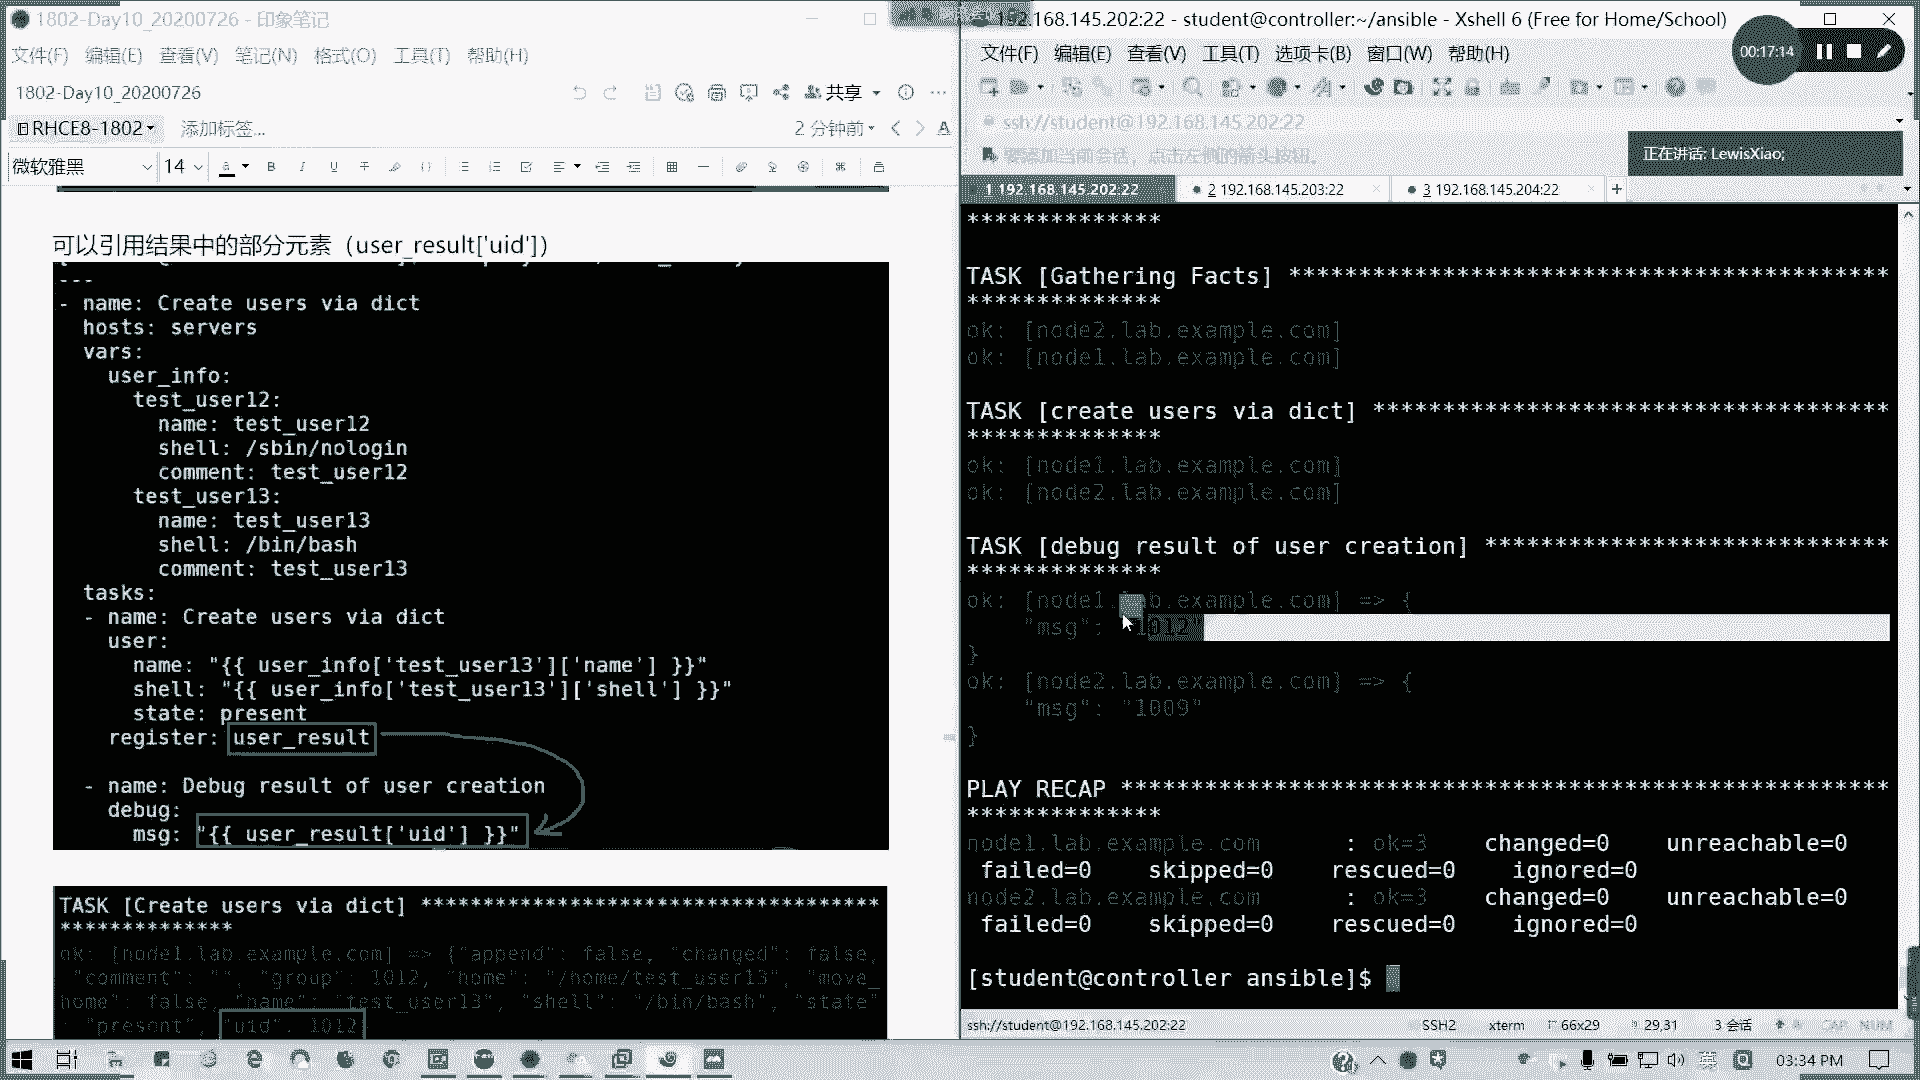 1802-Day10_20200726 - 印象笔记
文件(F) 编辑(E) 查看(V) 笔记(N) 格式(O) 工具(T) 帮助(H)
1802-Day10_20200726
共享
RHCE8-1802
添加标签...
2 分钟前
微软雅黑 14
可以引用结果中的部分元素（user_result['uid']）
---
- name: Create users via dict
hosts: servers
vars:
user_info:
test_user12:
name: test_user12
shell: /sbin/nologin
comment: test_user12
test_user13:
name: test_user13
shell: /bin/bash
comment: test_user13
tasks:
- name: Create users via dict
user:
name: "{{ user_info['test_user13']['name'] }}"
shell: "{{ user_info['test_user13']['shell'] }}"
state: present
register: user_result
- name: Debug result of user creation
debug:
msg: "{{ user_result['uid'] }}"
TASK [Create users via dict] *************************************
**************
ok: [node1.lab.example.com] => {"append": false, "changed": false,
"comment": "", "group": 1012, "home": "/home/test_user13", "move_
home": false, "name": "test_user13", "shell": "/bin/bash", "state"
: "present", "uid": 1012
192.168.145.202:22 - student@controller:~/ansible - Xshell 6 (Free for Home/School)
00:17:14
文件(F) 编辑(E) 查看(V) 工具(T) 选项卡(B) 窗口(W) 帮助(H)
ssh://student@192.168.145.202:22
要添加当前会话，点击左侧的箭头按钮。
正在讲话: LewisXiao;
1 192.168.145.202:22
2 192.168.145.203:22
3 192.168.145.204:22
**************
TASK [Gathering Facts] ******************************************
**************
ok: [node2.lab.example.com]
ok: [node1.lab.example.com]
TASK [create users via dict] ************************************
**************
ok: [node1.lab.example.com]
ok: [node2.lab.example.com]
TASK [debug result of user creation] ****************************
**************
ok: [node1.lab.example.com] => {
"msg": "1012"
}
ok: [node2.lab.example.com] => {
"msg": "1009"
}
PLAY RECAP ******************************************************
**************
node1.lab.example.com : ok=3 changed=0 unreachable=0
failed=0 skipped=0 rescued=0 ignored=0
node2.lab.example.com : ok=3 changed=0 unreachable=0
failed=0 skipped=0 rescued=0 ignored=0
[student@controller ansible]$
ssh://student@192.168.145.202:22 SSH2 xterm 66x29 29,31 3 会话 CAP NUM
英
03:34 PM